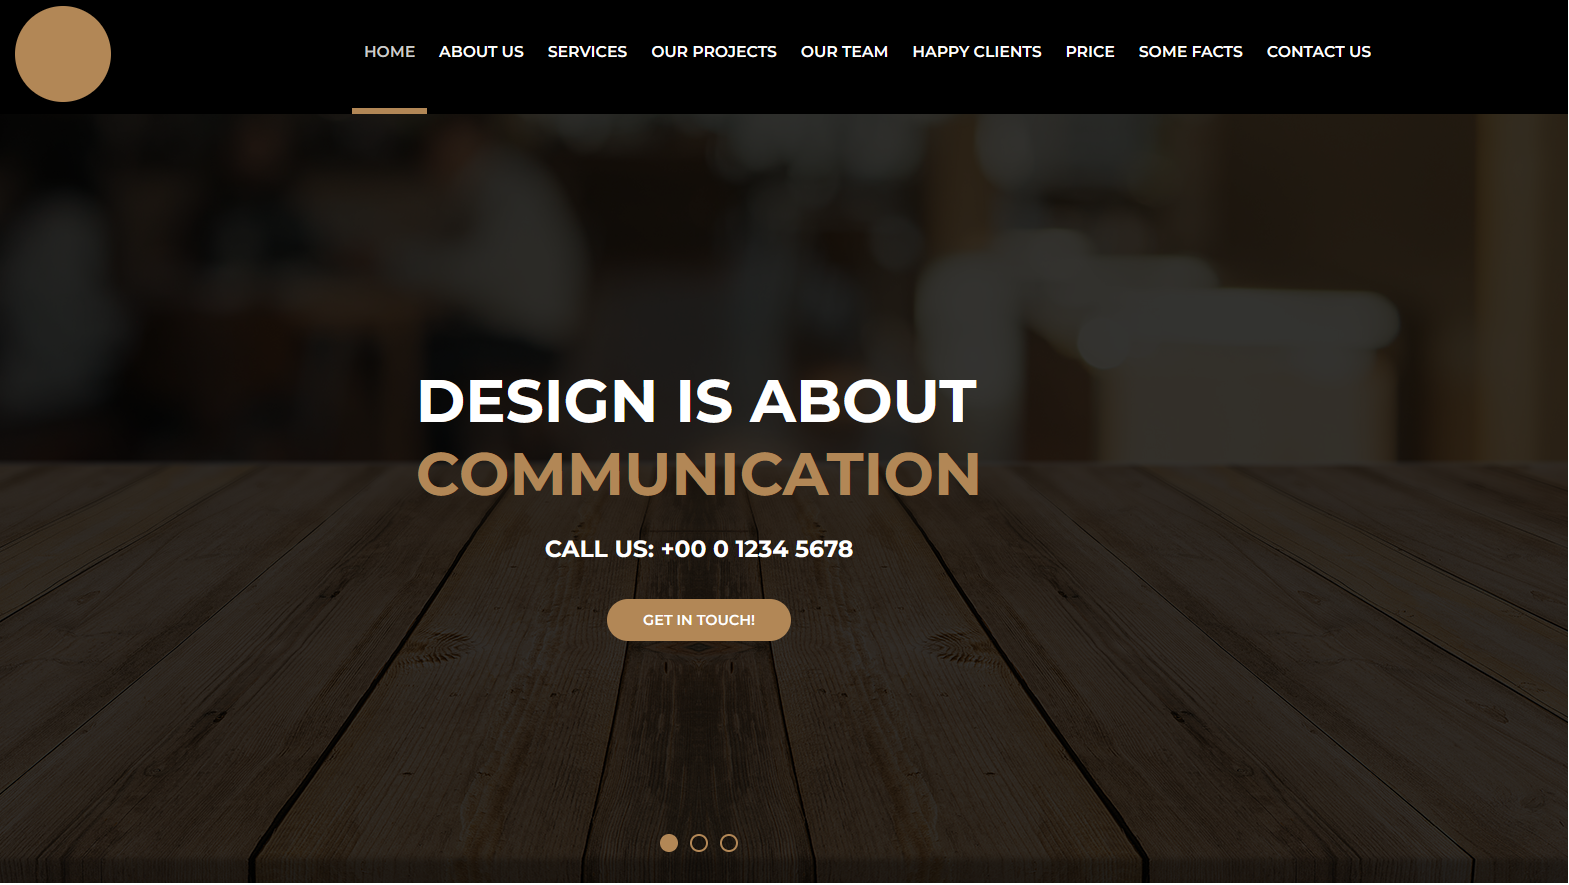 HOME ABOUT US SERVICES OUR PROJECTS OUR TEAM HAPPY CLIENTS PRICE SOME FACTS CONTACT US
DESIGN IS ABOUT
COMMUNICATION
CALL US: +00 0 1234 5678
GET IN TOUCH!